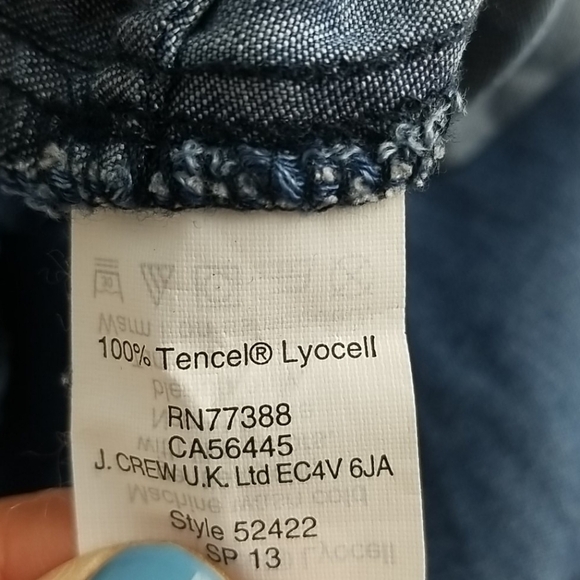 100% Tencel® Lyocell
RN77388
CA56445
J. CREW U.K. Ltd EC4V 6JA
Style 52422
SP 13